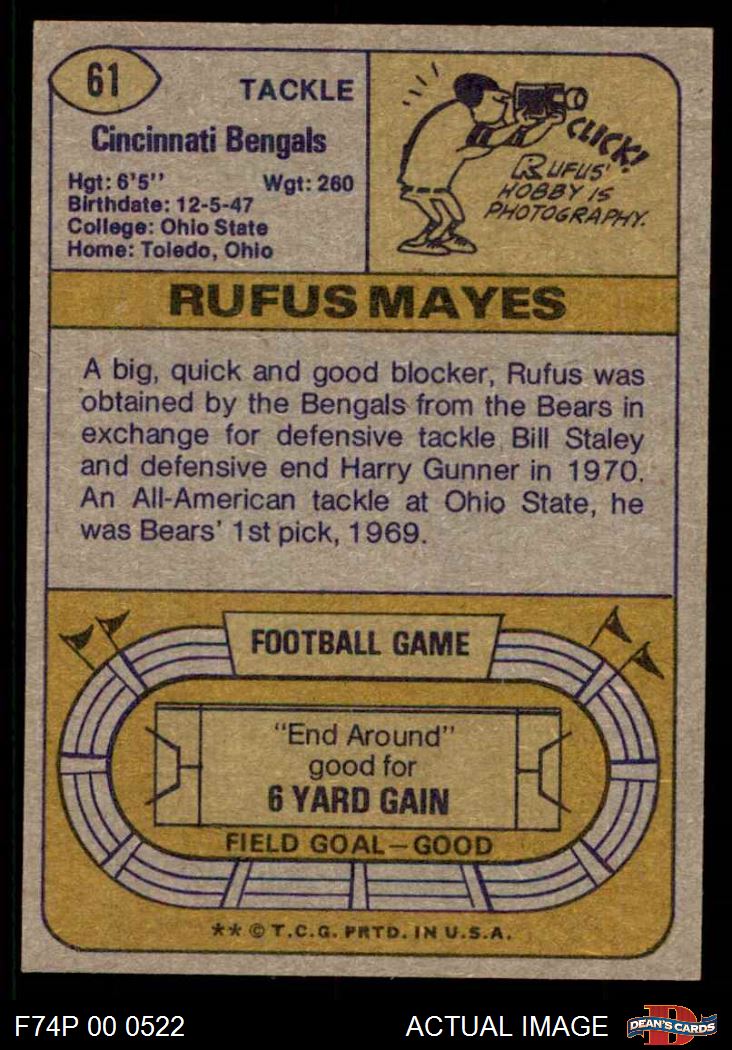 61
TACKLE
Cincinnati Bengals
Hgt: 6'5'' Wgt: 260
Birthdate: 12-5-47
College: Ohio State
Home: Toledo, Ohio
CLICK!
RUFUS'
HOBBY IS
PHOTOGRAPHY.
RUFUS MAYES
A big, quick and good blocker, Rufus was
obtained by the Bengals from the Bears in
exchange for defensive tackle Bill Staley
and defensive end Harry Gunner in 1970.
An All-American tackle at Ohio State, he
was Bears' 1st pick, 1969.
FOOTBALL GAME
"End Around"
good for
6 YARD GAIN
FIELD GOAL—GOOD
** © T.C.G. PRTD. IN U.S.A.
F74P 00 0522 ACTUAL IMAGE
D
DEAN'S CARDS